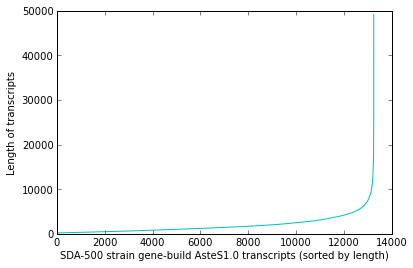 50000
40000
30000
20000
10000
0
Length of transcripts
0 2000 4000 6000 8000 10000 12000 14000
SDA-500 strain gene-build AsteS1.0 transcripts (sorted by length)